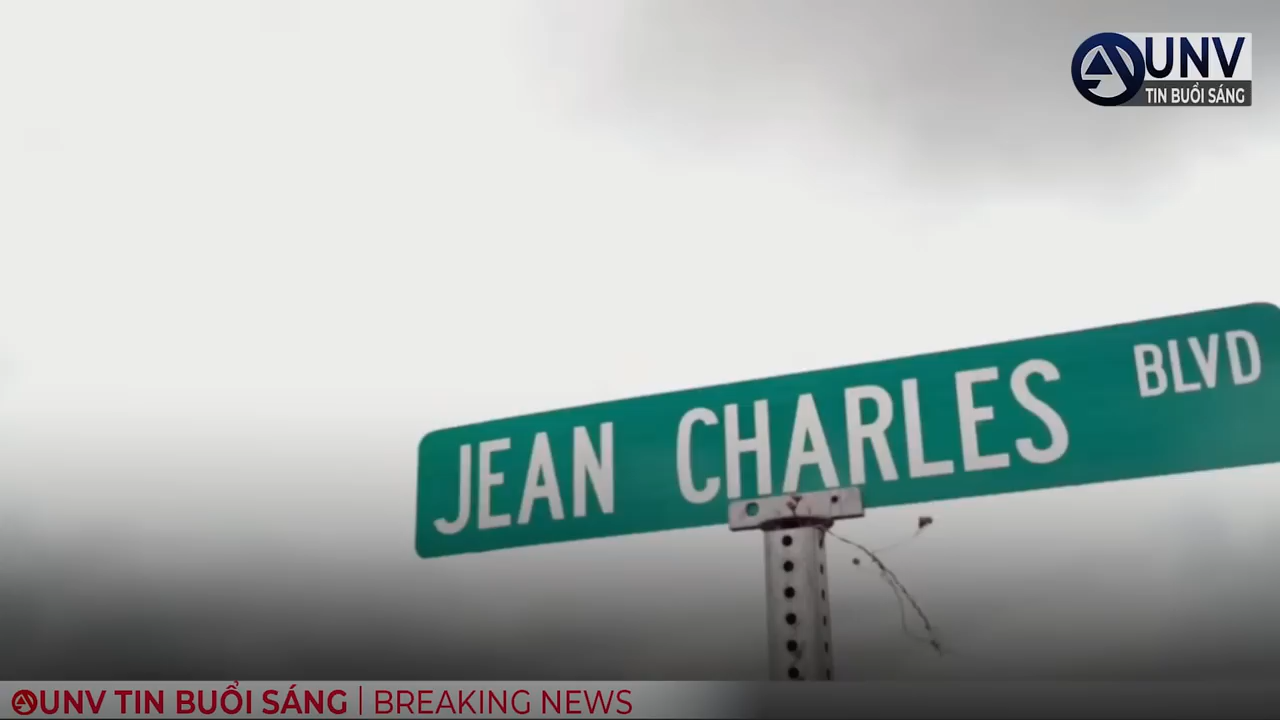 UNV
TIN BUỔI SÁNG
JEAN CHARLES BLVD
UNV TIN BUỔI SÁNG | BREAKING NEWS